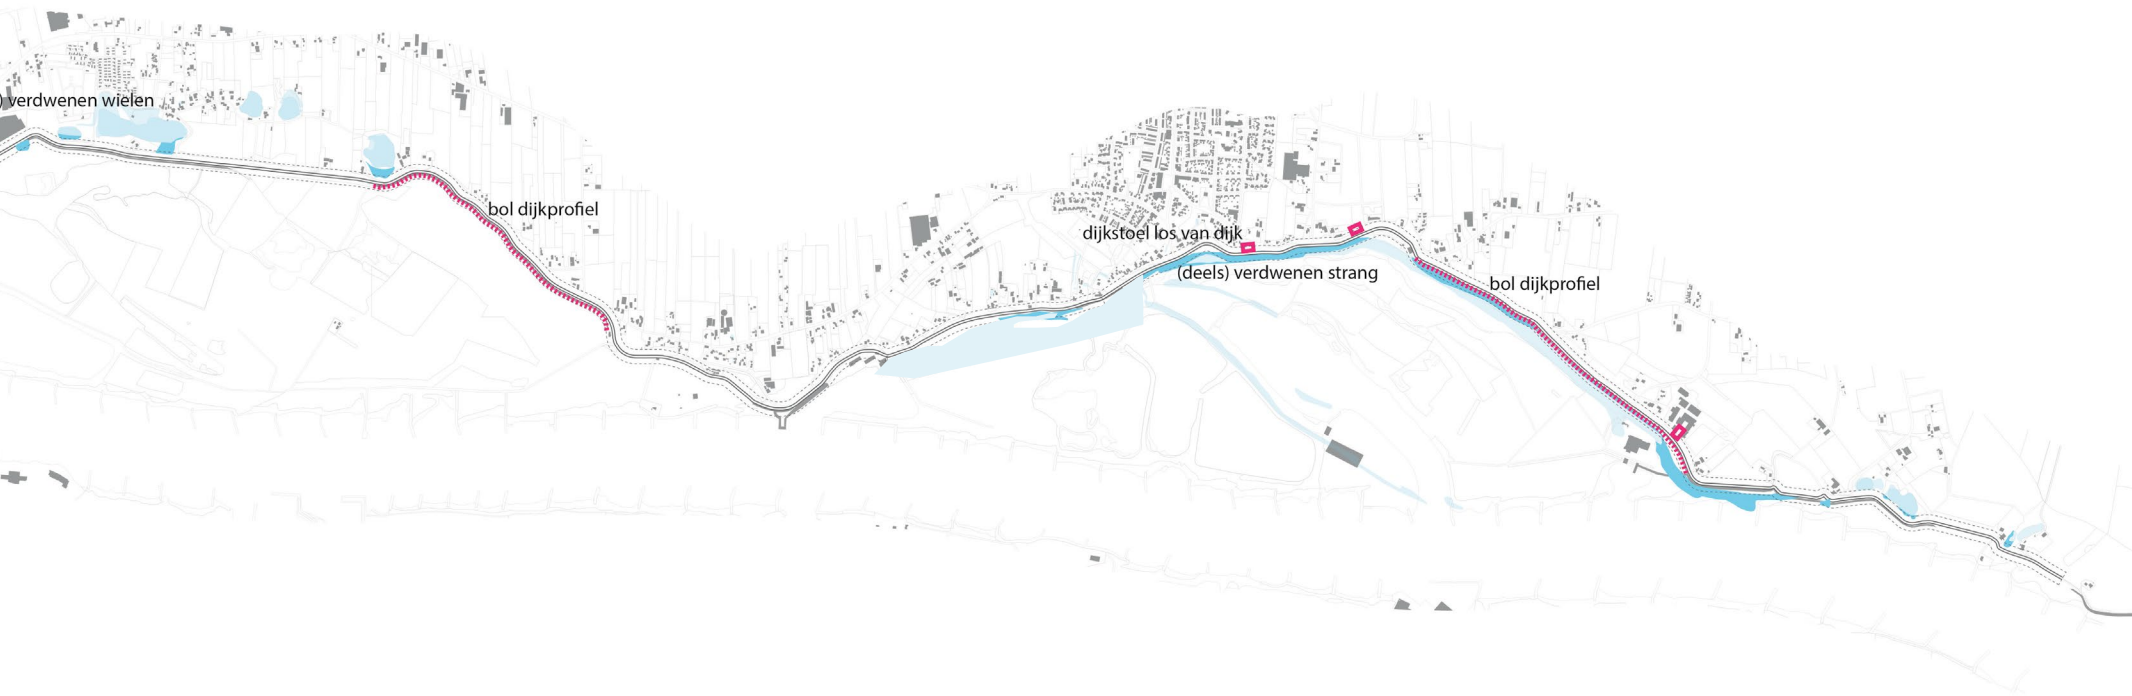 ) verdwenen wielen
bol dijkprofiel
dijkstoel los van dijk
(deels) verdwenen strang
bol dijkprofiel